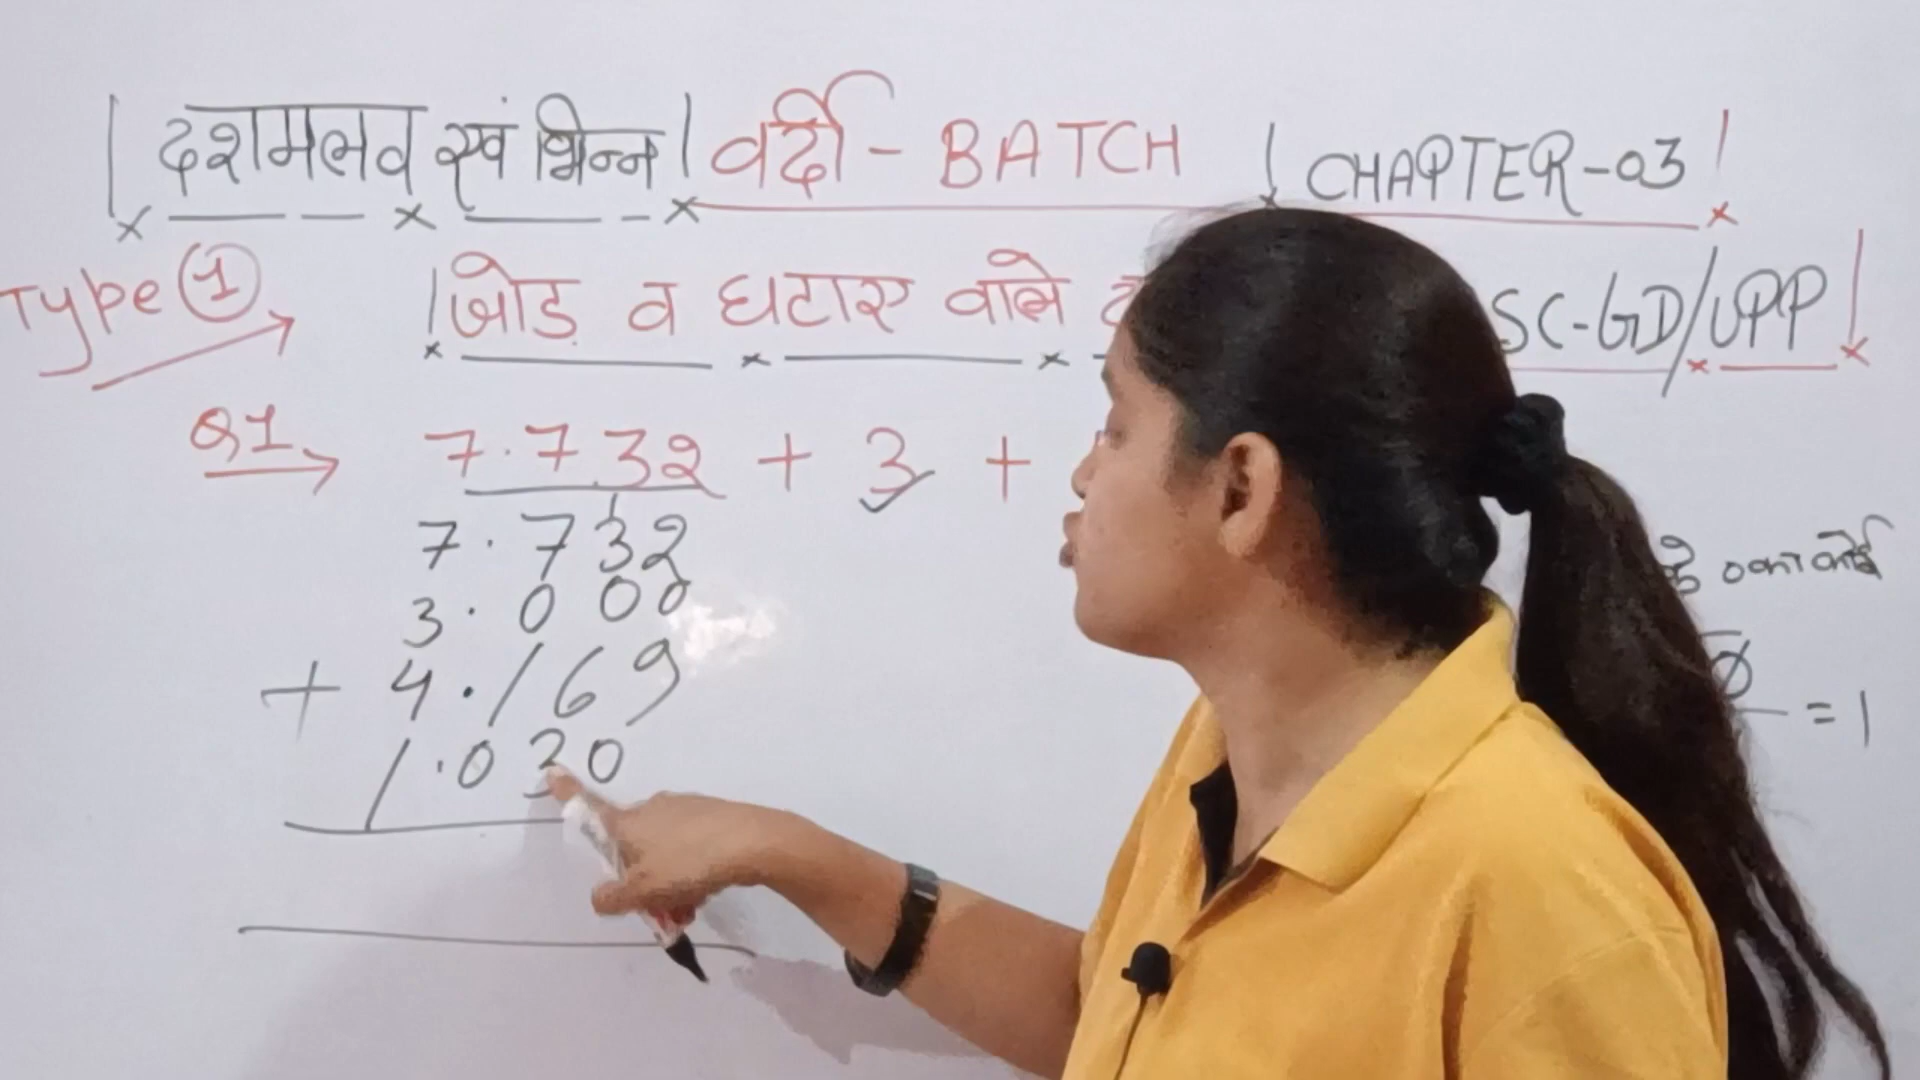 | दशमलव एवं भिन्न | वर्दी - BATCH | CHAPTER-03 |
Type ① | जोड़ व घटाए वाले SC-GD/UPP |
Q1 7.732 + 3 +
7.732
3.000
के 0 का कोई
+ 4.169
= 1
1.030